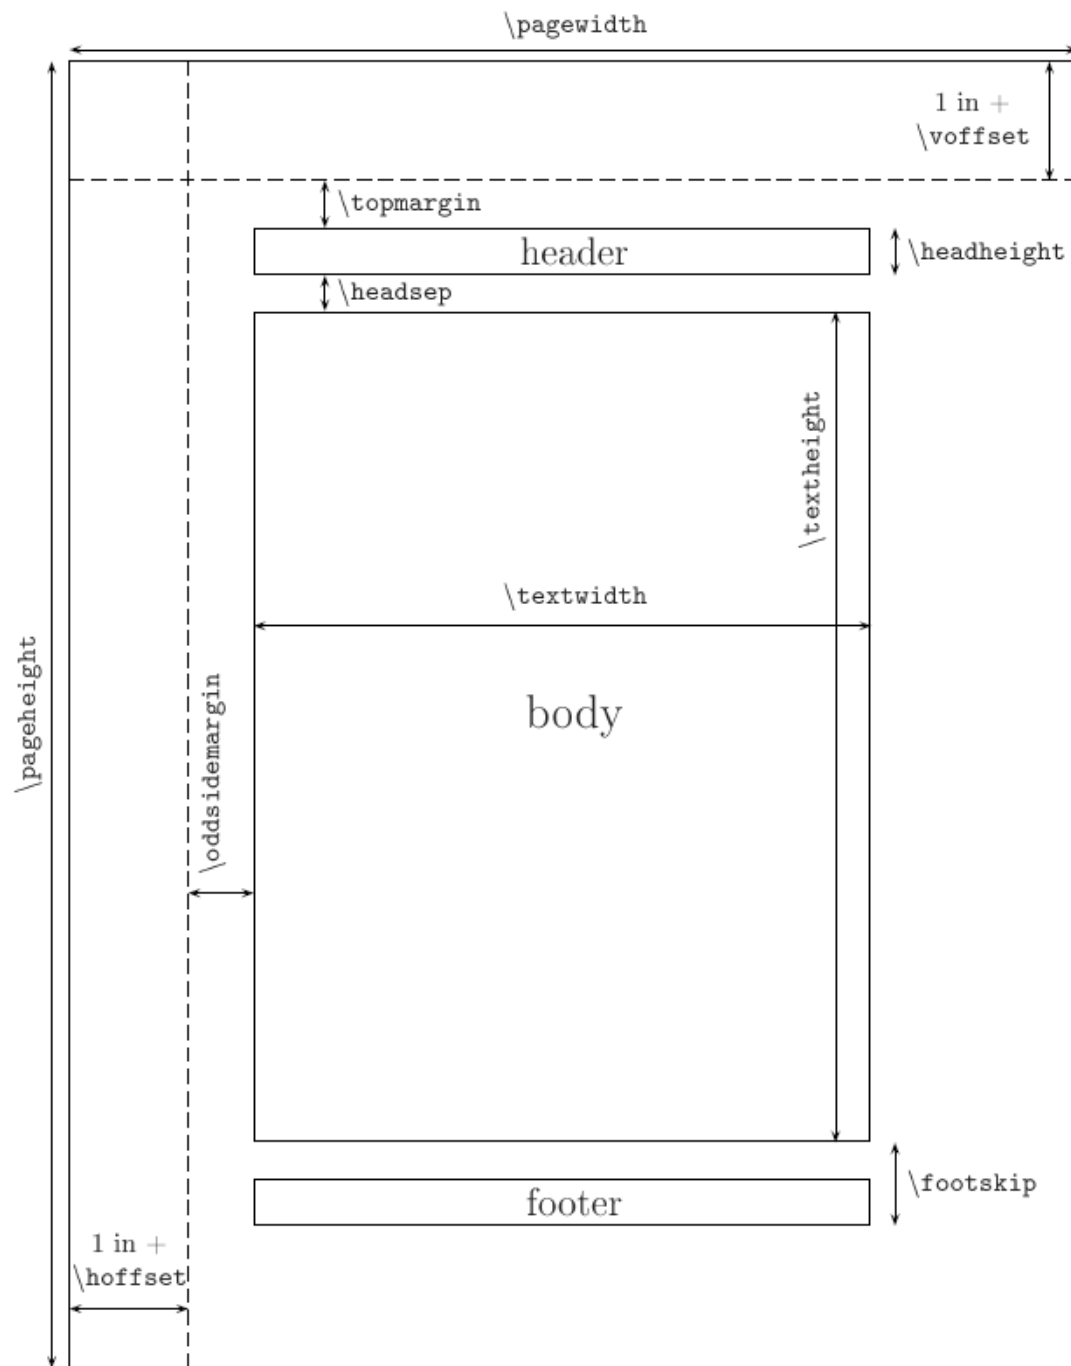 \pagewidth
1 in +
\voffset
\topmargin
header
\headheight
\headsep
\textheight
\textwidth
\pageheight
\oddsidemargin
body
\footskip
footer
1 in +
\hoffset